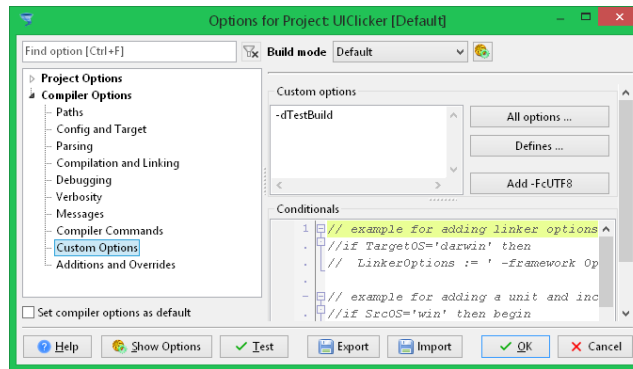 Options for Project: UIClicker [Default]
Find option [Ctrl+F]
Build mode Default
Project Options
Compiler Options
Paths
Config and Target
Parsing
Compilation and Linking
Debugging
Verbosity
Messages
Compiler Commands
Custom Options
Additions and Overrides
Set compiler options as default
Custom options
-dTestBuild
All options ...
Defines ...
Add -FcUTF8
Conditionals
1 // example for adding linker options
. //if TargetOS='darwin' then
. //  LinkerOptions := ' -framework Op
.
- // example for adding a unit and inc
. //if SrcOS='win' then begin
Help
Show Options
Test
Export
Import
OK
Cancel